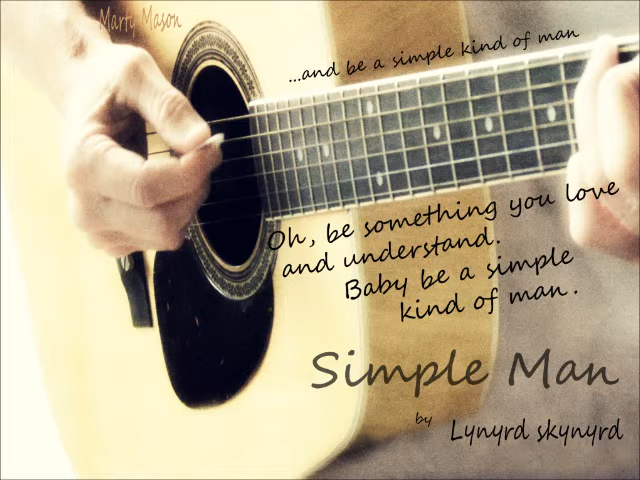 Marty Mason
...and be a simple kind of man
Oh, be something you love
and understand.
Baby be a simple
kind of man.
Simple Man
by
Lynyrd skynyrd